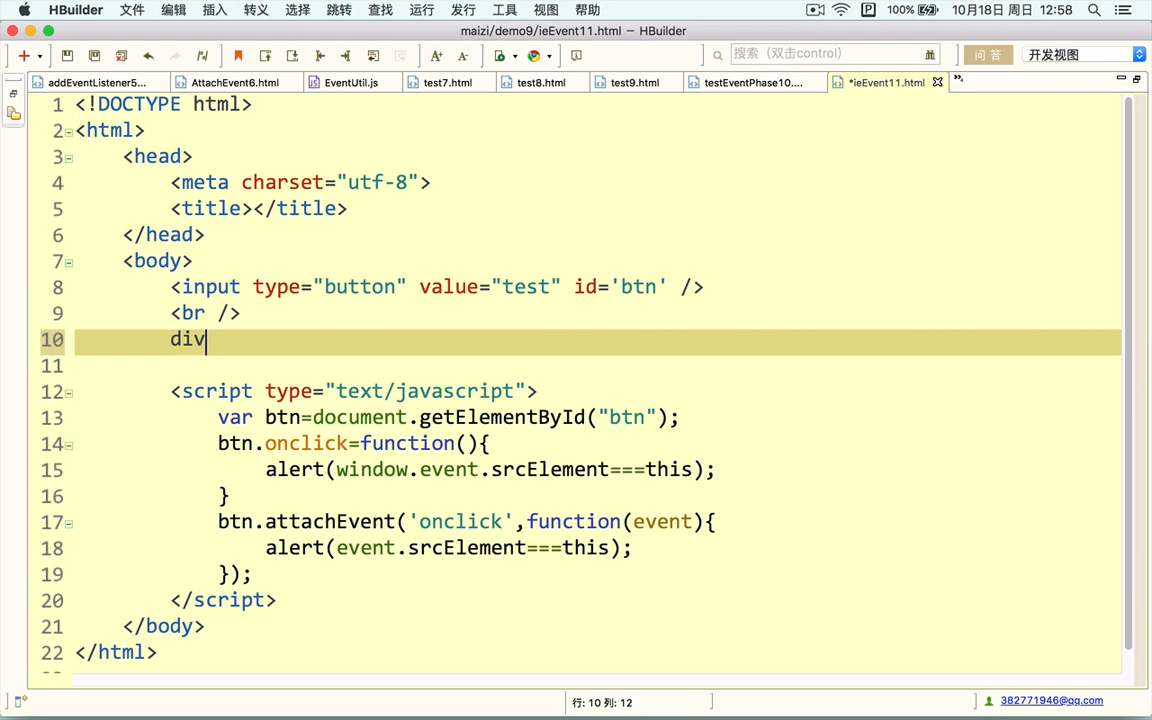 HBuilder 文件 编辑 插入 转义 选择 跳转 查找 运行 发行 工具 视图 帮助 100% 10月18日 周日 12:58
maizi/demo9/ieEvent11.html — HBuilder
搜索（双击control） 问 答 开发视图
addEventListener5... AttachEvent6.html EventUtil.js test7.html test8.html test9.html testEventPhase10.... *ieEvent11.html
1 <!DOCTYPE html>
2 <html>
3 <head>
4 <meta charset="utf-8">
5 <title></title>
6 </head>
7 <body>
8 <input type="button" value="test" id='btn' />
9 <br />
10 div
11
12 <script type="text/javascript">
13 var btn=document.getElementById("btn");
14 btn.onclick=function(){
15 alert(window.event.srcElement===this);
16 }
17 btn.attachEvent('onclick',function(event){
18 alert(event.srcElement===this);
19 });
20 </script>
21 </body>
22 </html>
行: 10 列: 12 382771946@qq.com